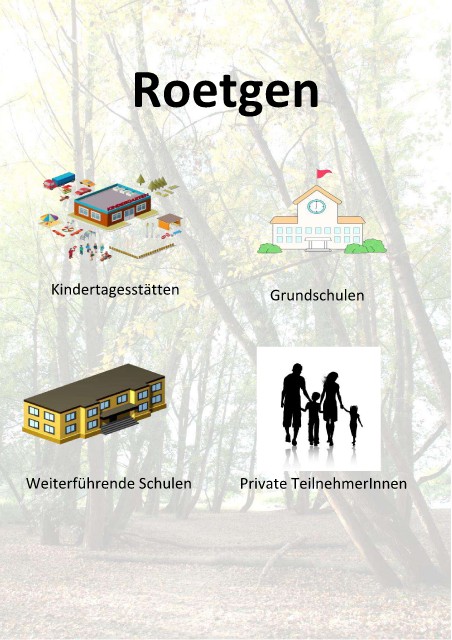 Roetgen
Kindertagesstätten
Grundschulen
Weiterführende Schulen
Private TeilnehmerInnen